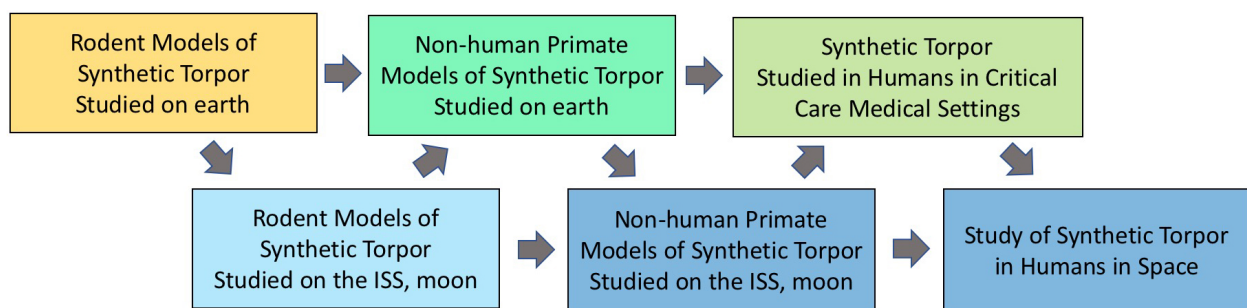 Rodent Models of
Synthetic Torpor
Studied on earth
Non-human Primate
Models of Synthetic Torpor
Studied on earth
Synthetic Torpor
Studied in Humans in Critical
Care Medical Settings
Rodent Models of
Synthetic Torpor
Studied on the ISS, moon
Non-human Primate
Models of Synthetic Torpor
Studied on the ISS, moon
Study of Synthetic Torpor
in Humans in Space